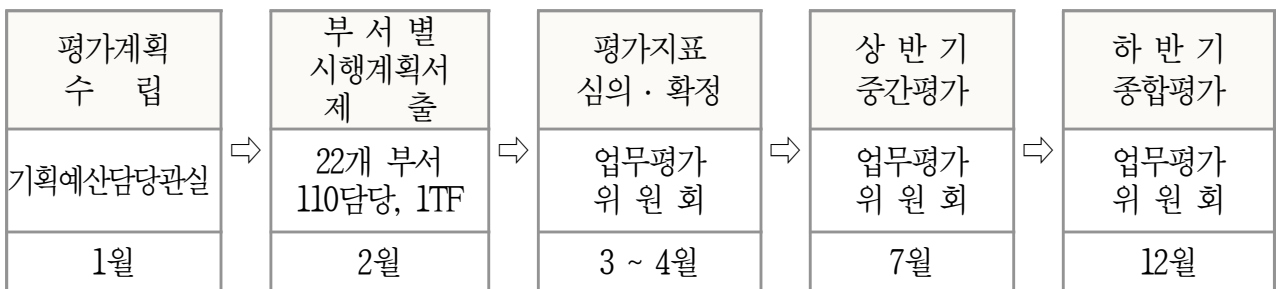 평가계획
수 립
기획예산담당관실
1월
⇨
부 서 별
시행계획서
제 출
22개 부서
110담당, 1TF
2월
⇨
평가지표
심의 · 확정
업무평가
위 원 회
3 ~ 4월
⇨
상 반 기
중간평가
업무평가
위 원 회
7월
⇨
하 반 기
종합평가
업무평가
위 원 회
12월